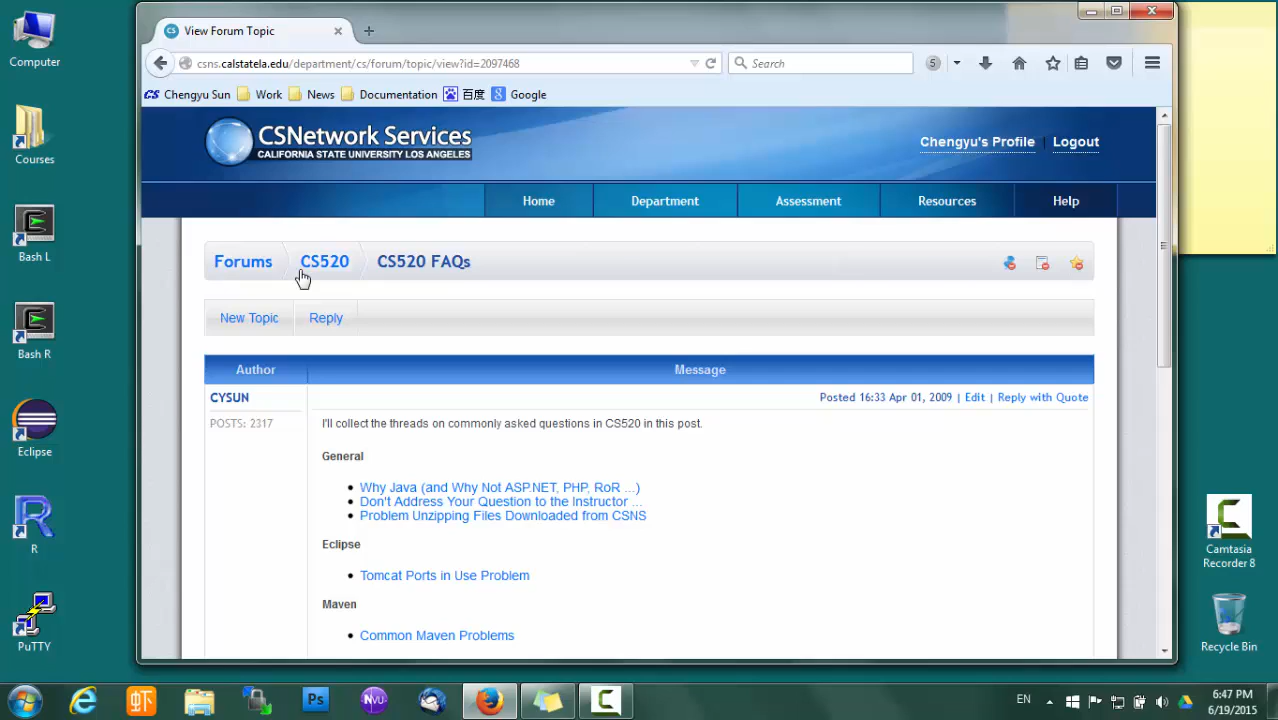 Computer
Courses
Bash L
Bash R
Eclipse
R
PuTTY
CS View Forum Topic
csns.calstatela.edu/department/cs/forum/topic/view?id=2097468
Search
5
CS Chengyu Sun Work News Documentation 百度 g Google
CSNetwork Services
CALIFORNIA STATE UNIVERSITY LOS ANGELES
Chengyu's Profile Logout
Home Department Assessment Resources Help
Forums CS520 CS520 FAQs
New Topic Reply
Author Message
CYSUN
POSTS: 2317
Posted 16:33 Apr 01, 2009 | Edit | Reply with Quote
I'll collect the threads on commonly asked questions in CS520 in this post.
General
Why Java (and Why Not ASP.NET, PHP, RoR ...)
Don't Address Your Question to the Instructor ...
Problem Unzipping Files Downloaded from CSNS
Eclipse
Tomcat Ports in Use Problem
Maven
Common Maven Problems
Camtasia
Recorder 8
Recycle Bin
虾
Ps
NVU
EN
6:47 PM
6/19/2015